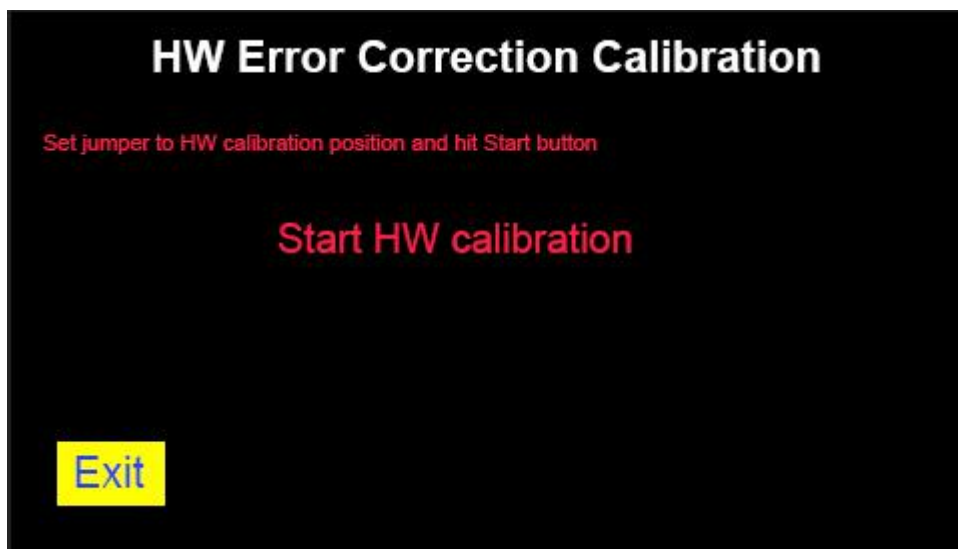 HW Error Correction Calibration
Set jumper to HW calibration position and hit Start button
Start HW calibration
Exit